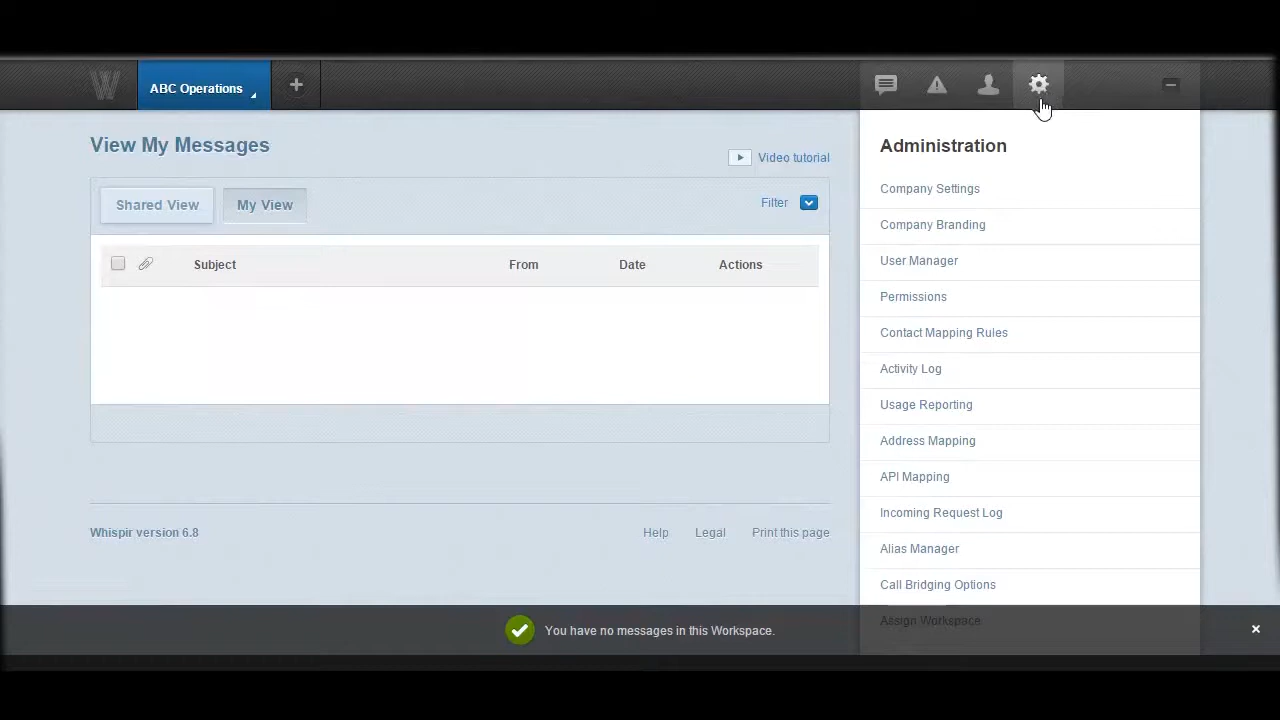 W
ABC Operations
+
View My Messages
Video tutorial
Shared View
My View
Filter
Subject
From
Date
Actions
Whispir version 6.8
Help
Legal
Print this page
Administration
Company Settings
Company Branding
User Manager
Permissions
Contact Mapping Rules
Activity Log
Usage Reporting
Address Mapping
API Mapping
Incoming Request Log
Alias Manager
Call Bridging Options
Assign Workspace
You have no messages in this Workspace.
×